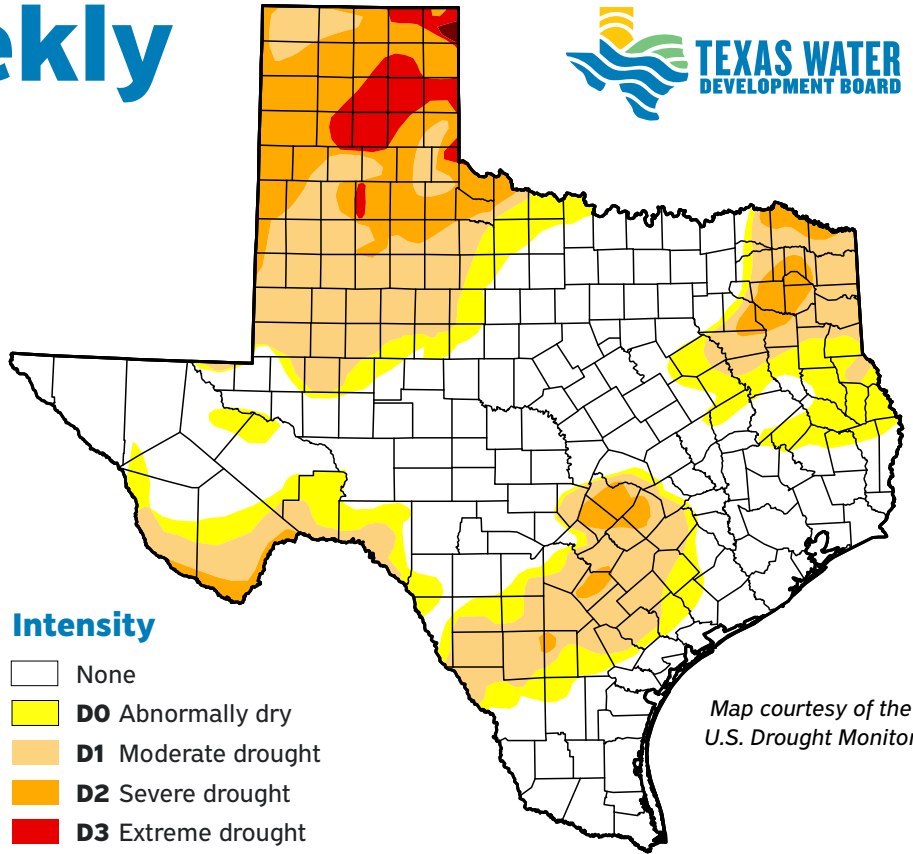 ekly
TEXAS WATER
DEVELOPMENT BOARD
Intensity
None
D0 Abnormally dry
D1 Moderate drought
D2 Severe drought
D3 Extreme drought
Map courtesy of the
U.S. Drought Monitor